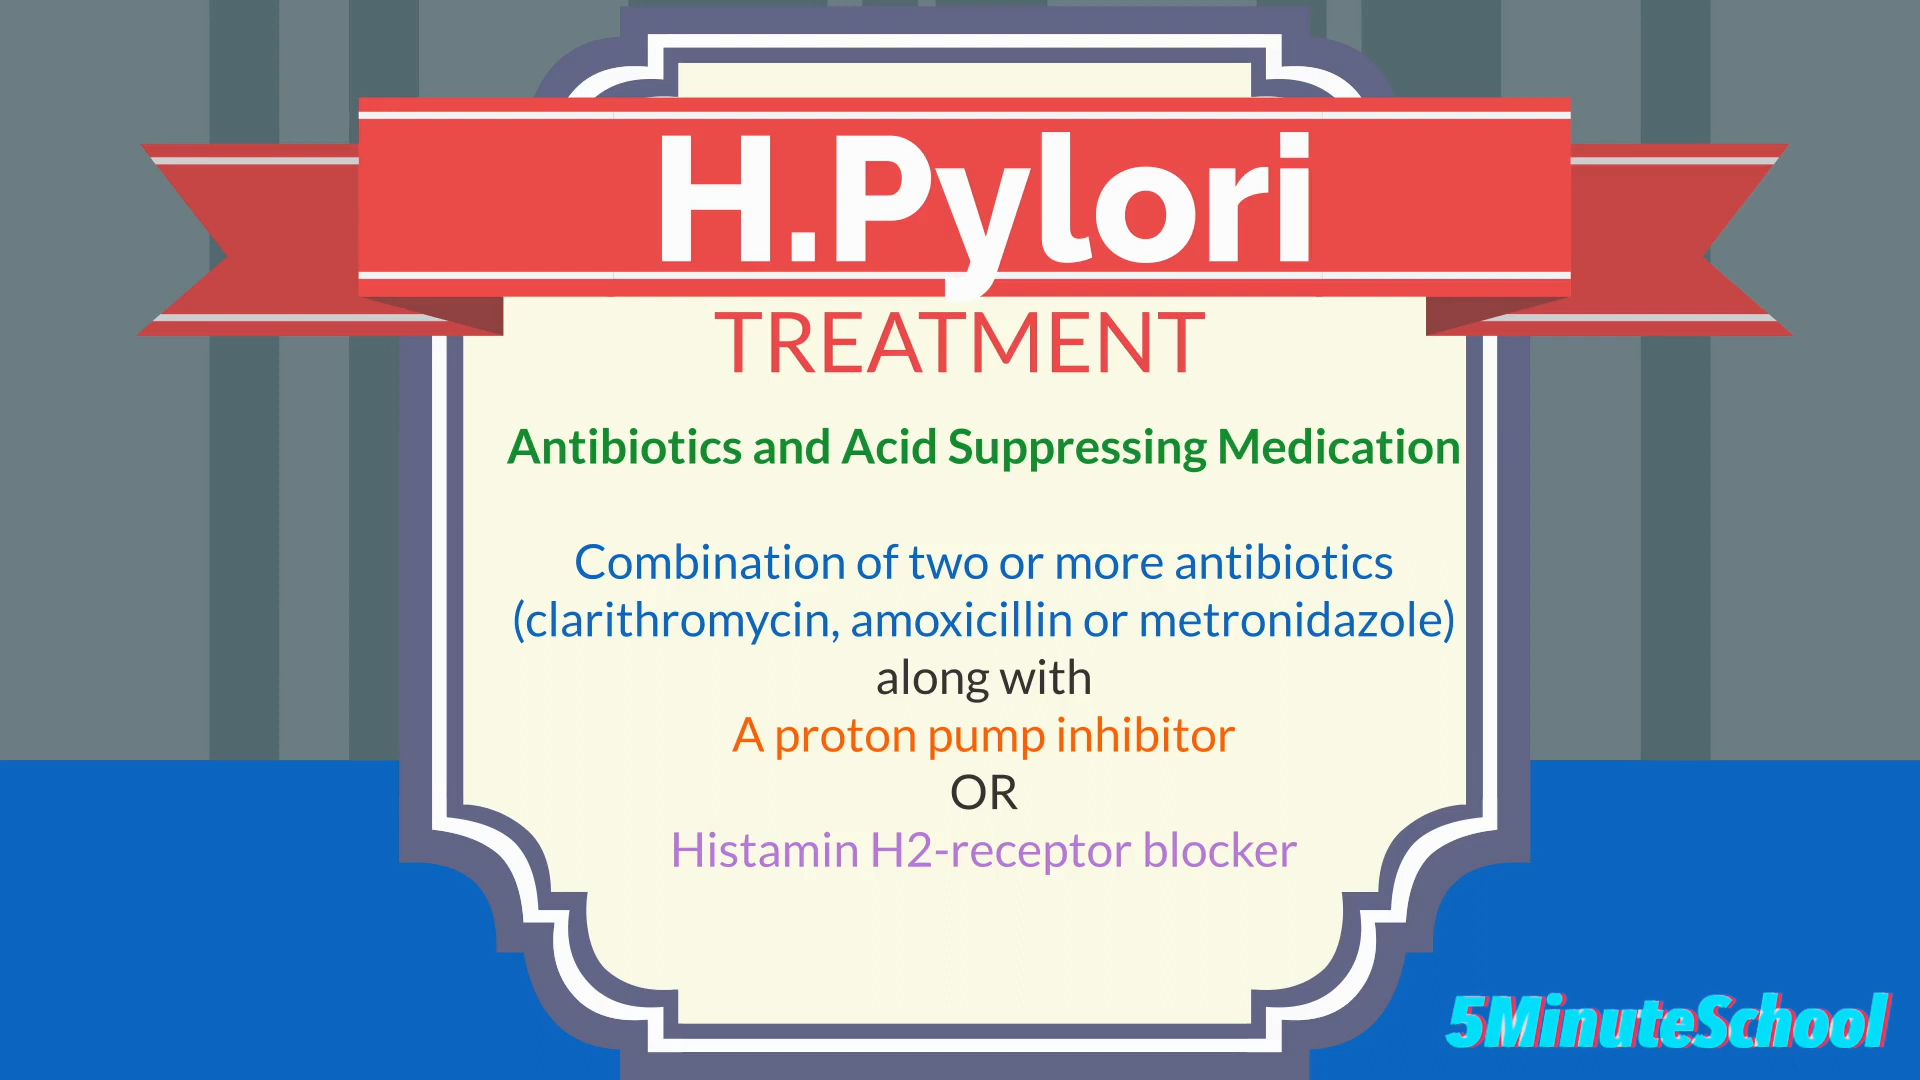 H.Pylori
TREATMENT
Antibiotics and Acid Suppressing Medication
Combination of two or more antibiotics
(clarithromycin, amoxicillin or metronidazole)
along with
A proton pump inhibitor
OR
Histamin H2-receptor blocker
5MinuteSchool